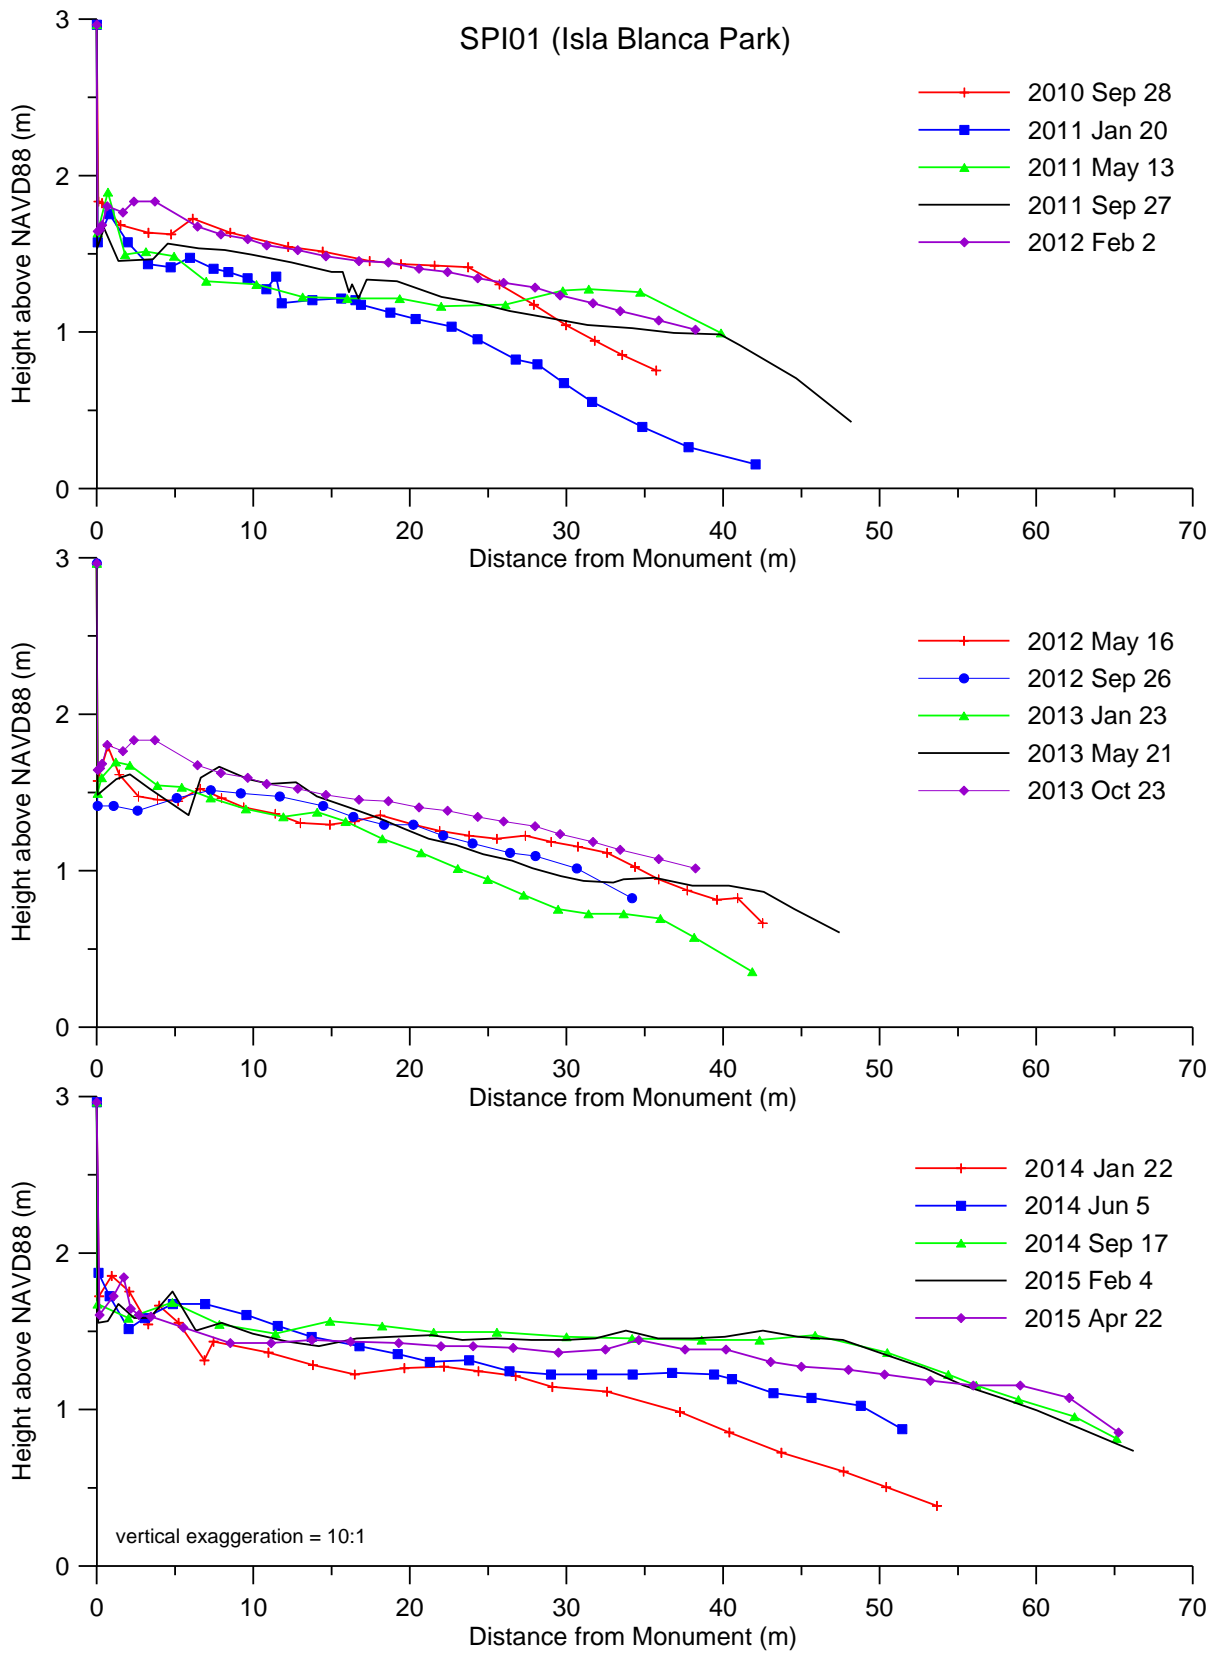 SPI01 (Isla Blanca Park)
3
2
1
0
Height above NAVD88 (m)
2010 Sep 28
2011 Jan 20
2011 May 13
2011 Sep 27
2012 Feb 2
0 10 20 30 40 50 60 70
Distance from Monument (m)
3
2
1
0
Height above NAVD88 (m)
2012 May 16
2012 Sep 26
2013 Jan 23
2013 May 21
2013 Oct 23
0 10 20 30 40 50 60 70
Distance from Monument (m)
3
2
1
0
Height above NAVD88 (m)
2014 Jan 22
2014 Jun 5
2014 Sep 17
2015 Feb 4
2015 Apr 22
vertical exaggeration = 10:1
0 10 20 30 40 50 60 70
Distance from Monument (m)